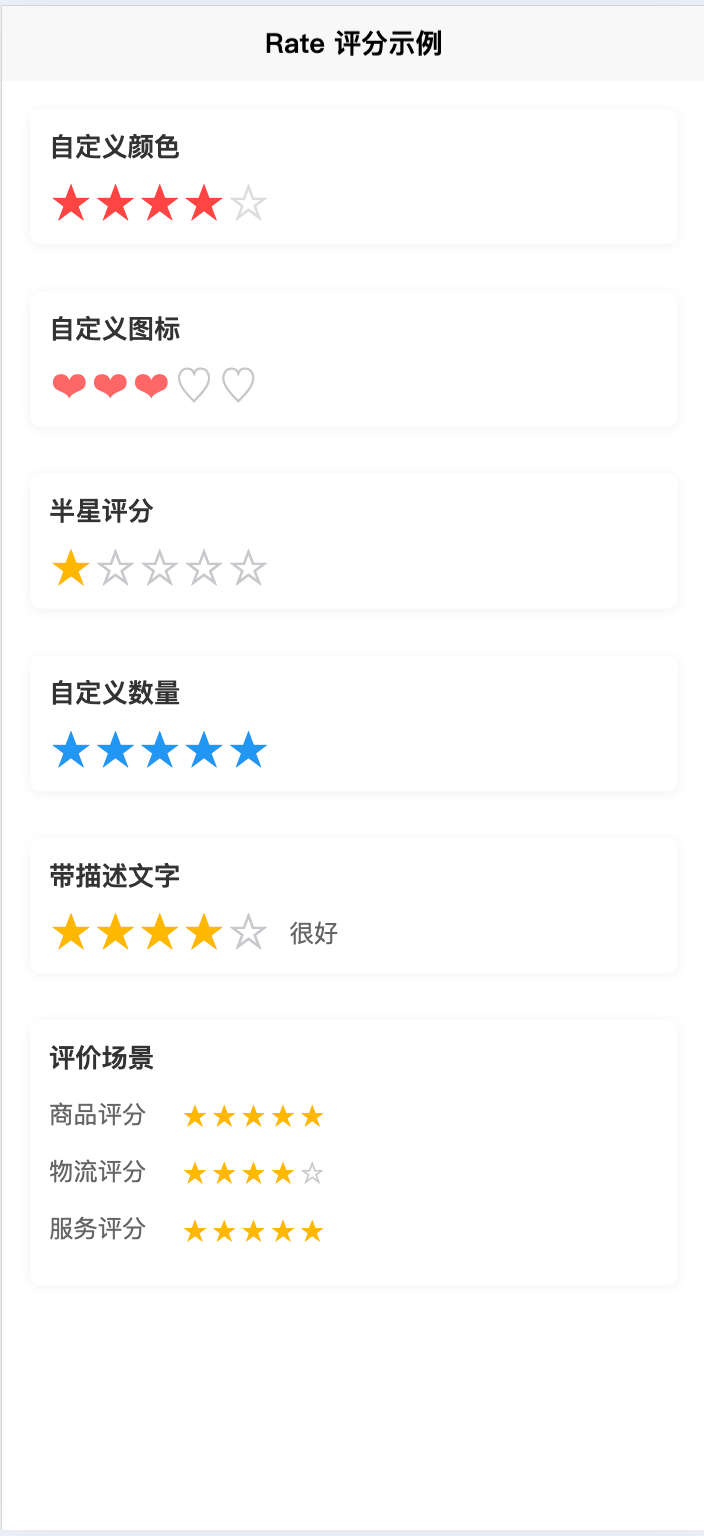 Rate 评分示例
自定义颜色
★★★★☆
自定义图标
❤❤❤♡♡
半星评分
★☆☆☆☆
自定义数量
★★★★★
带描述文字
★★★★☆ 很好
评价场景
商品评分 ★★★★★
物流评分 ★★★★☆
服务评分 ★★★★★